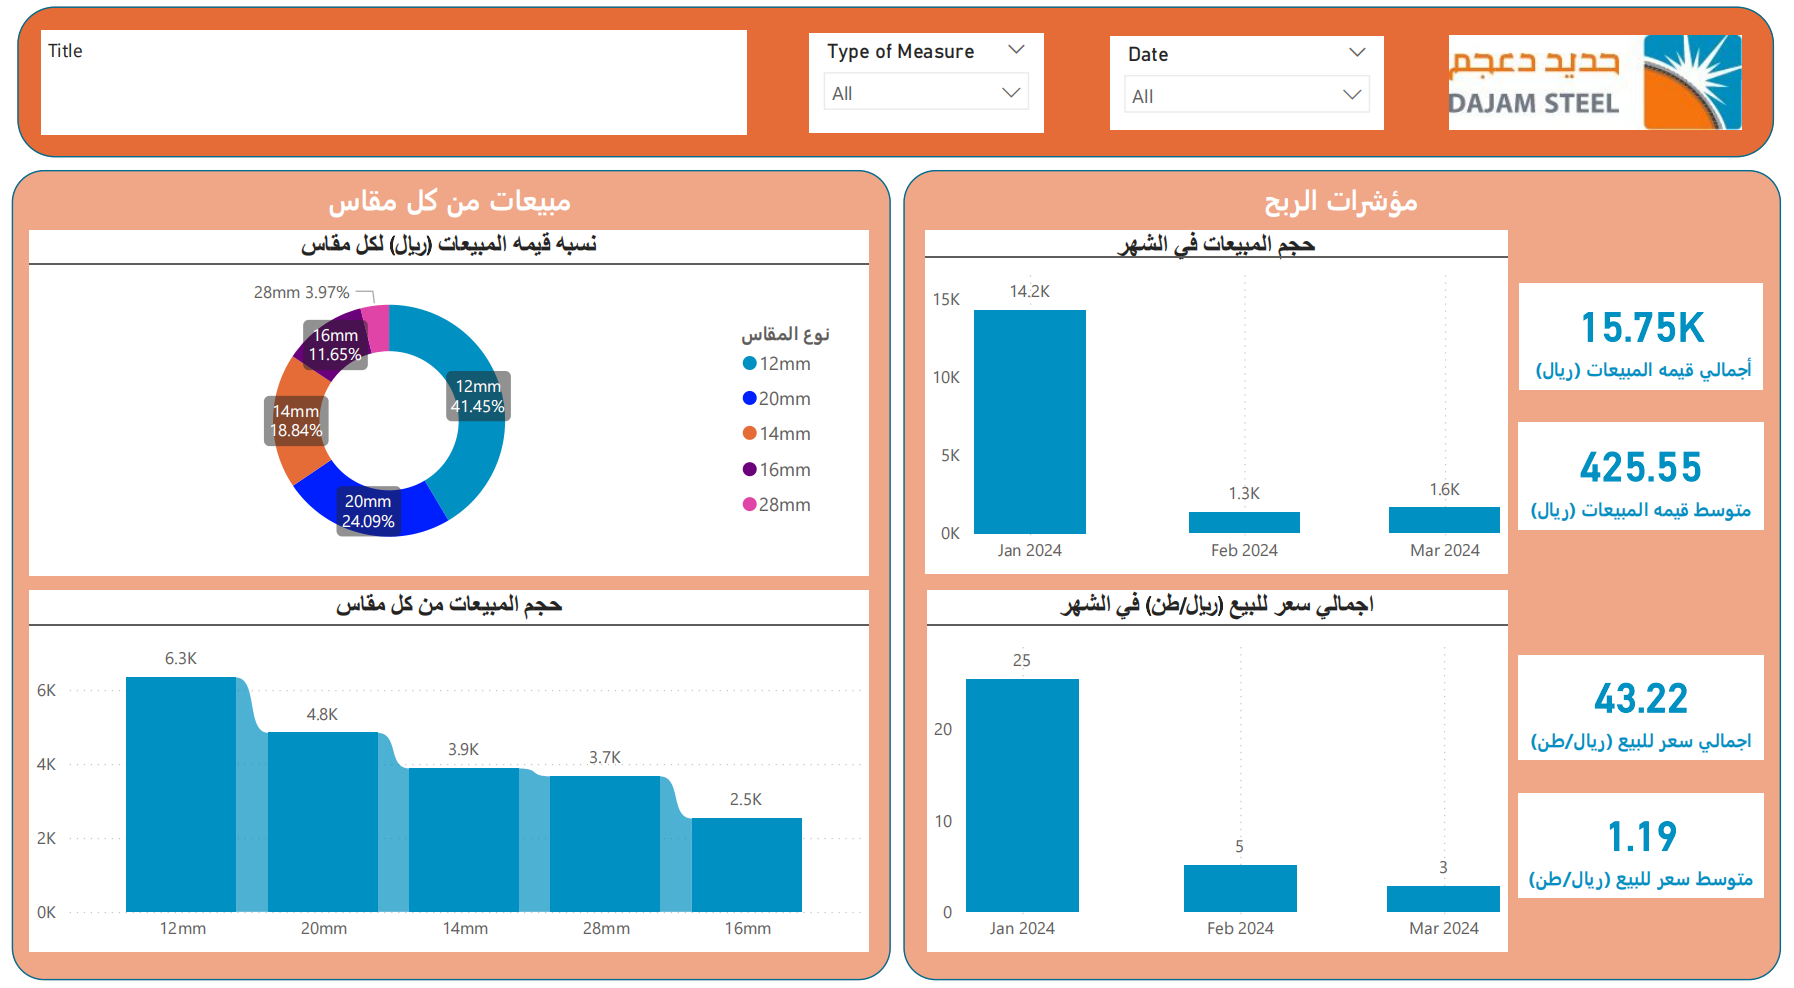 Title
Type of Measure
All
Date
All
حديد دعجم
DAJAM STEEL
مبيعات من كل مقاس
نسبه قيمه المبيعات (ريال) لكل مقاس
28mm 3.97%
16mm
11.65%
12mm
41.45%
14mm
18.84%
20mm
24.09%
نوع المقاس
12mm
20mm
14mm
16mm
28mm
حجم المبيعات من كل مقاس
6K
4K
2K
0K
6.3K
4.8K
3.9K
3.7K
2.5K
12mm
20mm
14mm
28mm
16mm
مؤشرات الربح
حجم المبيعات في الشهر
15K
10K
5K
0K
14.2K
1.3K
1.6K
Jan 2024
Feb 2024
Mar 2024
15.75K
أجمالي قيمه المبيعات (ريال)
425.55
متوسط قيمه المبيعات (ريال)
اجمالي سعر للبيع (ريال/طن) في الشهر
20
10
0
25
5
3
Jan 2024
Feb 2024
Mar 2024
43.22
اجمالي سعر للبيع (ريال/طن)
1.19
متوسط سعر للبيع (ريال/طن)